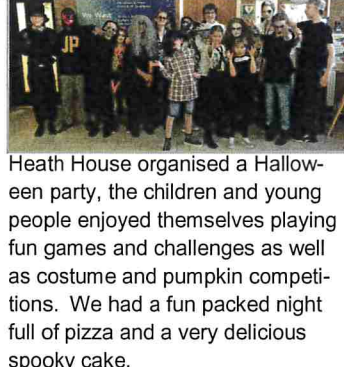 We Want
JP
Heath House organised a Hallow-
een party, the children and young
people enjoyed themselves playing
fun games and challenges as well
as costume and pumpkin competi-
tions. We had a fun packed night
full of pizza and a very delicious
spooky cake.